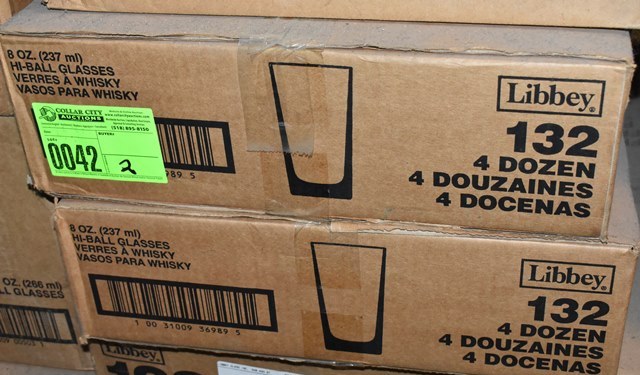 8 OZ. (237 ml)
HI-BALL GLASSES
VERRES À WHISKY
VASOS PARA WHISKY
COLLAR CITY
AUCTIONS
(518) 895-8150
0042
2
989 5
Libbey
132
4 DOZEN
4 DOUZAINES
4 DOCENAS
8 OZ. (237 ml)
HI-BALL GLASSES
VERRES À WHISKY
VASOS PARA WHISKY
1 00 31009 36989 5
Libbey
132
4 DOZEN
4 DOUZAINES
4 DOCENAS
OZ. (266 ml)
LL GLASSES
Libbey